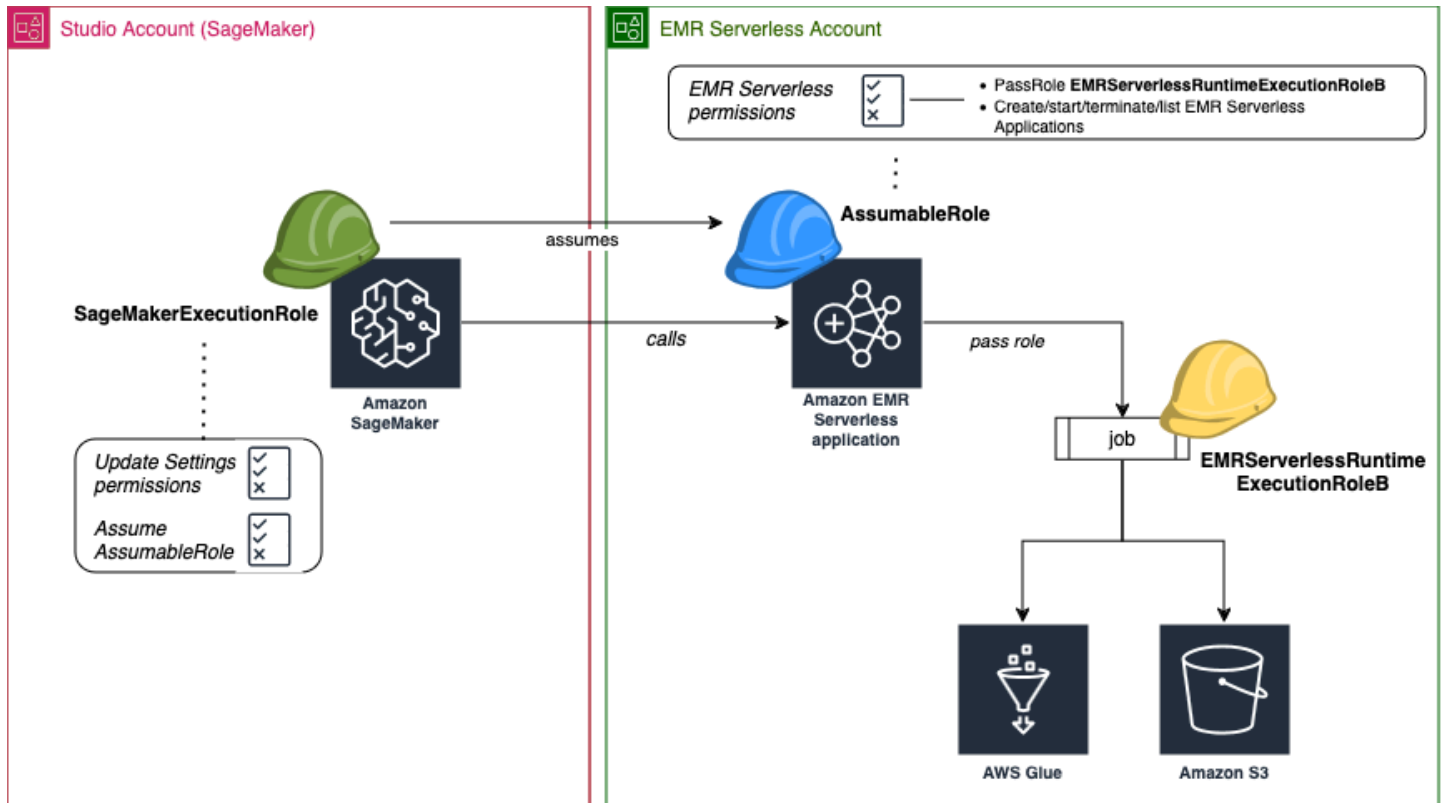 Studio Account (SageMaker)
EMR Serverless Account
EMR Serverless
permissions
• PassRole EMRServerlessRuntimeExecutionRoleB
• Create/start/terminate/list EMR Serverless
Applications
AssumableRole
assumes
SageMakerExecutionRole
calls
pass role
Amazon
SageMaker
Amazon EMR
Serverless
application
job
EMRServerlessRuntime
ExecutionRoleB
Update Settings
permissions
Assume
AssumableRole
AWS Glue
Amazon S3